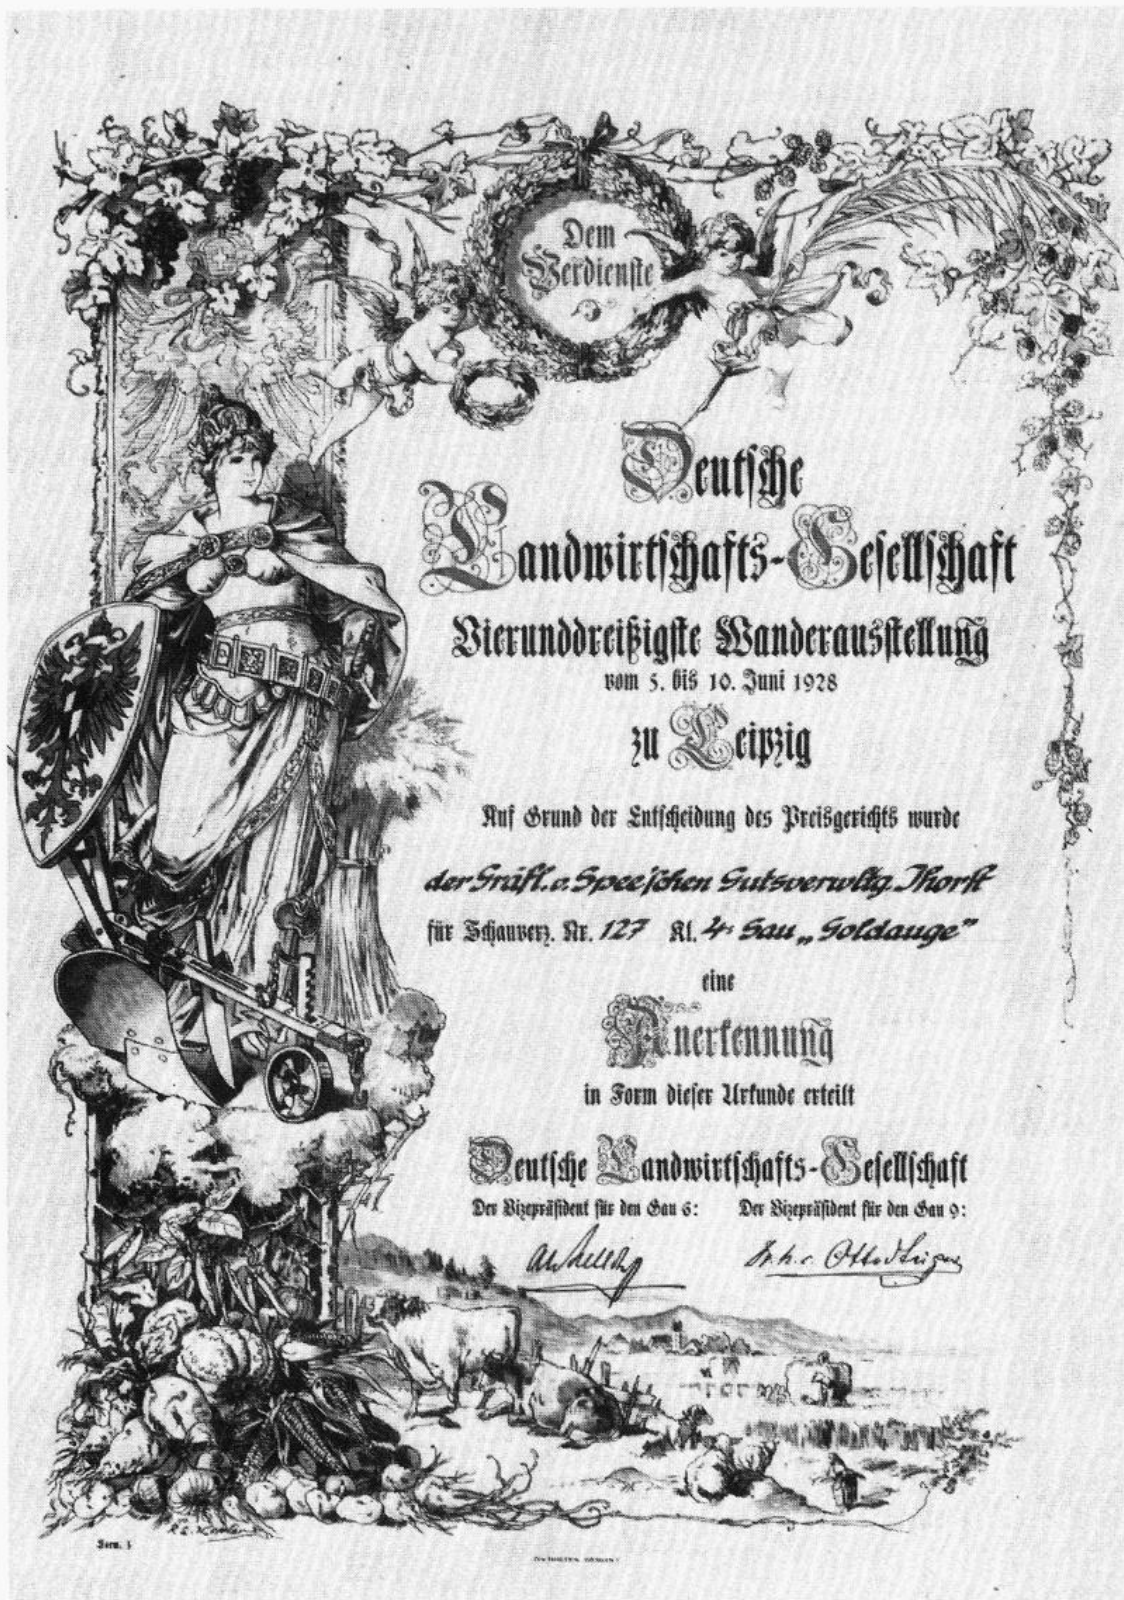 Dem
Verdienste
Deutsche
Landwirtschafts-Gesellschaft
Vierunddreißigste Wanderausstellung
vom 5. bis 10. Juni 1928
zu Leipzig
Auf Grund der Entscheidung des Preisgerichts wurde
der Gräfl. v. Spee'schen Gutsverwltg. Ihorst
für Schauverz. Nr. 127 Kl. 4: Sau „Goldauge"
eine
Anerkennung
in Form dieser Urkunde erteilt
Deutsche Landwirtschafts-Gesellschaft
Der Vizepräsident für den Gau 6: Der Vizepräsident für den Gau 9: